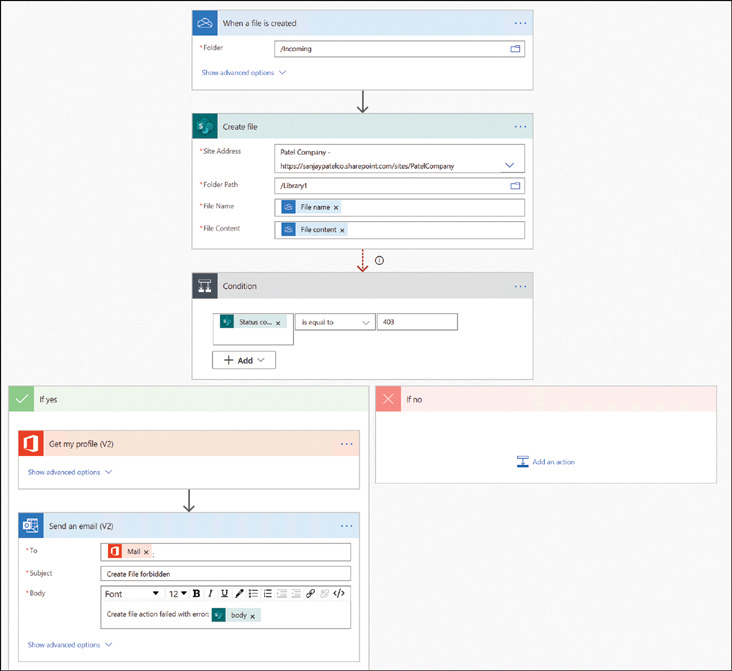 When a file is created
* Folder
/Incoming
Show advanced options
Create file
* Site Address
Patel Company -
https://sanjaypatelco.sharepoint.com/sites/PatelCompany
* Folder Path
/Library1
* File Name
File name x
* File Content
File content x
Condition
Status co... x
is equal to
403
+ Add
If yes
If no
Get my profile (V2)
Show advanced options
Add an action
Send an email (V2)
* To
Mail x .
* Subject
Create File forbidden
* Body
Font 12 B I U </>
Create file action failed with error: body x
Show advanced options